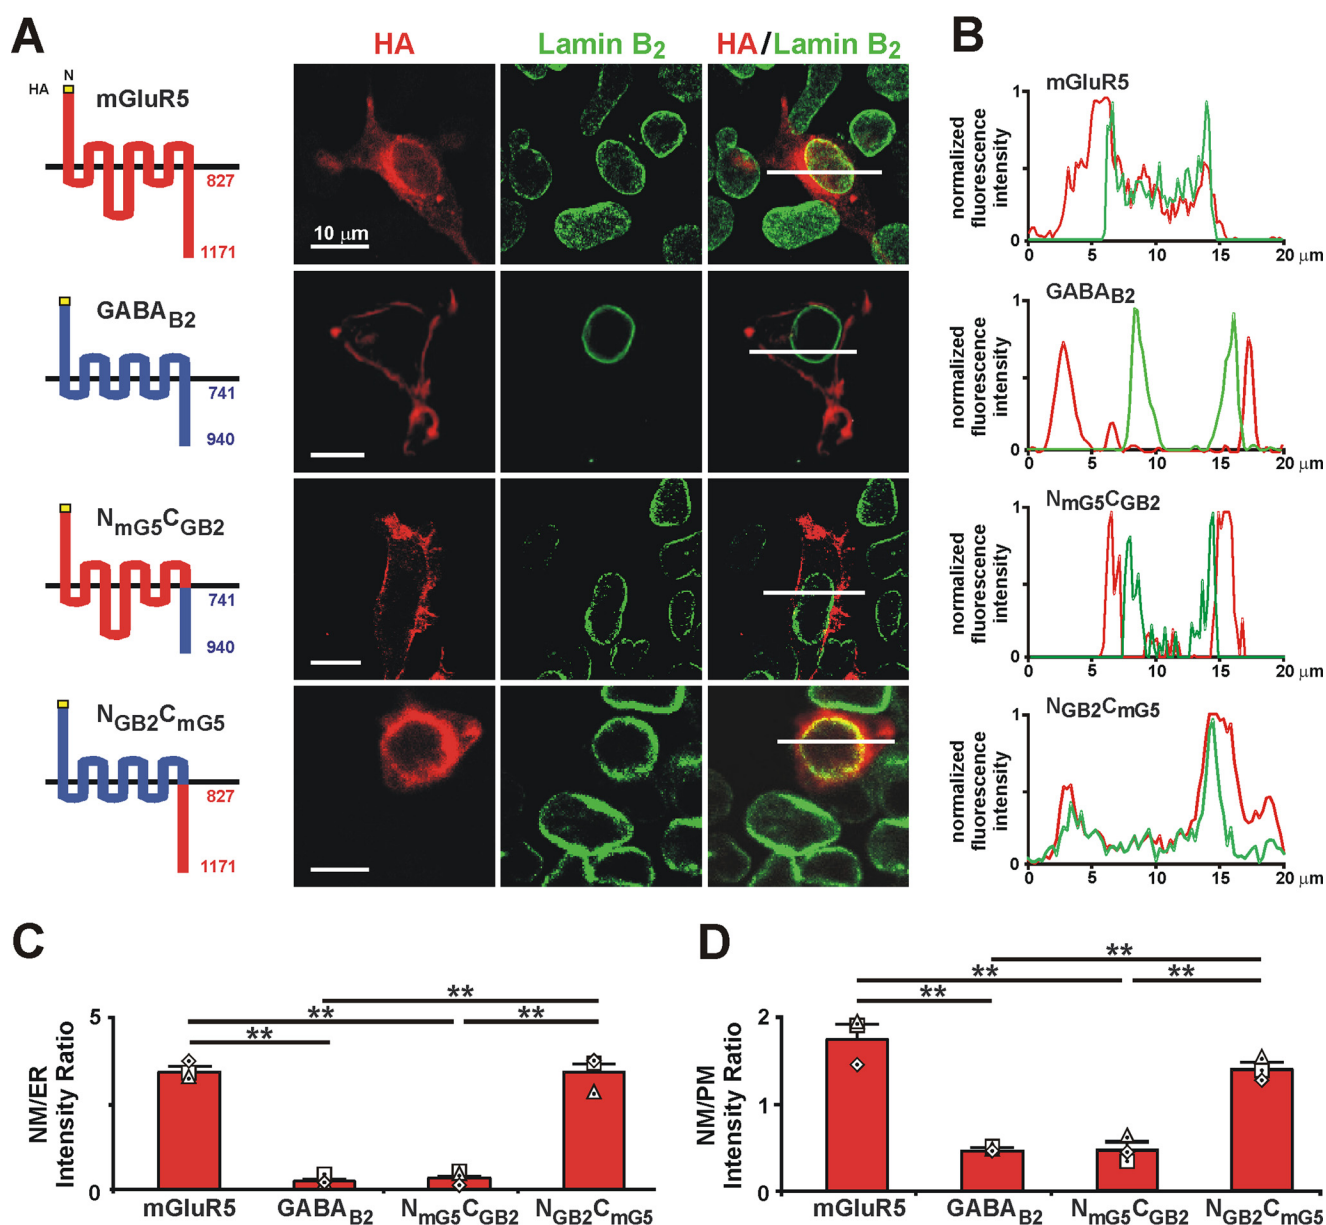 A
HA
Lamin B2
HA/Lamin B2
B
N
HA
mGluR5
827
1171
10 μm
mGluR5
normalized
fluorescence
intensity
1
0
0 5 10 15 20 μm
GABAB2
741
940
GABAB2
normalized
fluorescence
intensity
1
0
0 5 10 15 20 μm
NmG5CGB2
741
940
NmG5CGB2
normalized
fluorescence
intensity
1
0
0 5 10 15 20 μm
NGB2CmG5
827
1171
NGB2CmG5
normalized
fluorescence
intensity
1
0
0 5 10 15 20 μm
C
NM/ER
Intensity Ratio
5
0
**
** **
**
mGluR5 GABAB2 NmG5CGB2 NGB2CmG5
D
NM/PM
Intensity Ratio
2
1
0
**
** **
**
mGluR5 GABAB2 NmG5CGB2 NGB2CmG5